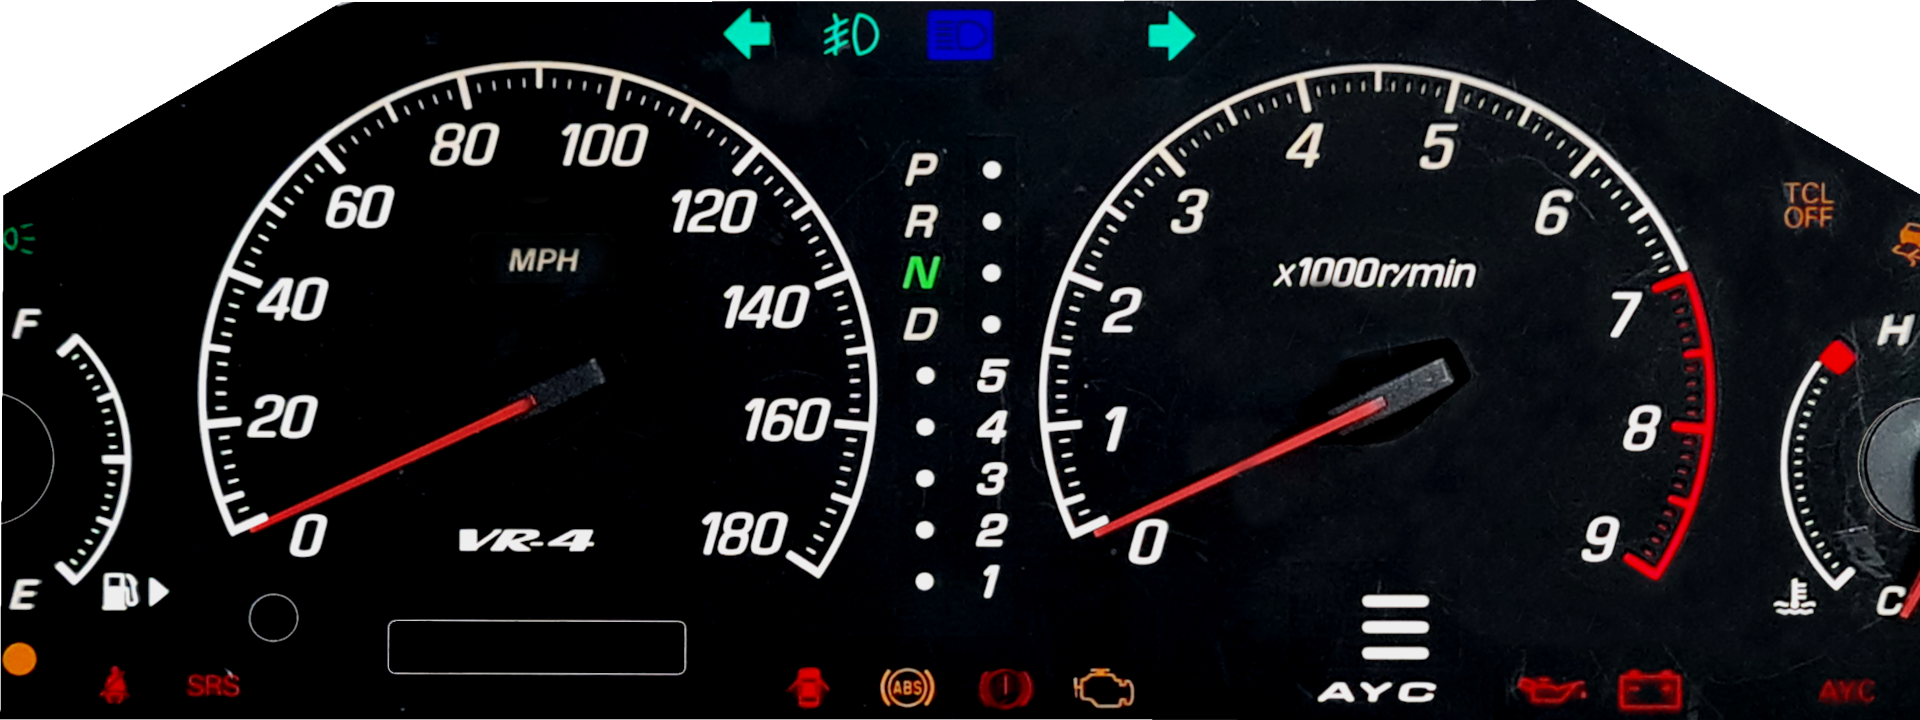 80 100
4 5
P
60 120
3 6
TCL
OFF
R
MPH
x1000r/min
N
40 140
2 7
F
D
H
5
20 160
1 8
4
3
0 VR-4 180
2
0 9
1
E
C
SRS
ABS
AYC
AYC